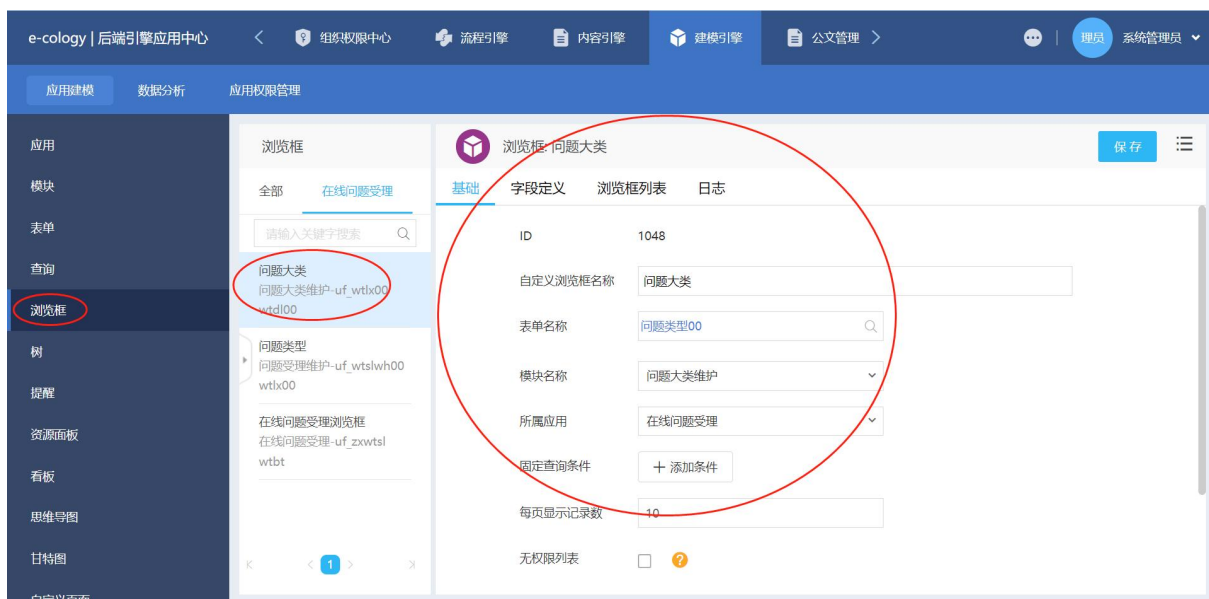 e-cology | 后端引擎应用中心
组织权限中心
流程引擎
内容引擎
建模引擎
公文管理
理员
系统管理员
应用建模
数据分析
应用权限管理
应用
模块
表单
查询
浏览框
树
提醒
资源面板
看板
思维导图
甘特图
自定义页面
浏览框
全部
在线问题受理
请输入关键字搜索
问题大类
问题大类维护-uf_wtlx00
wtdl00
问题类型
问题受理维护-uf_wtslwh00
wtlx00
在线问题受理浏览框
在线问题受理-uf_zxwtsl
wtbt
1
浏览框: 问题大类
保存
基础
字段定义
浏览框列表
日志
ID
1048
自定义浏览框名称
问题大类
表单名称
问题类型00
模块名称
问题大类维护
所属应用
在线问题受理
固定查询条件
+ 添加条件
每页显示记录数
10
无权限列表
?